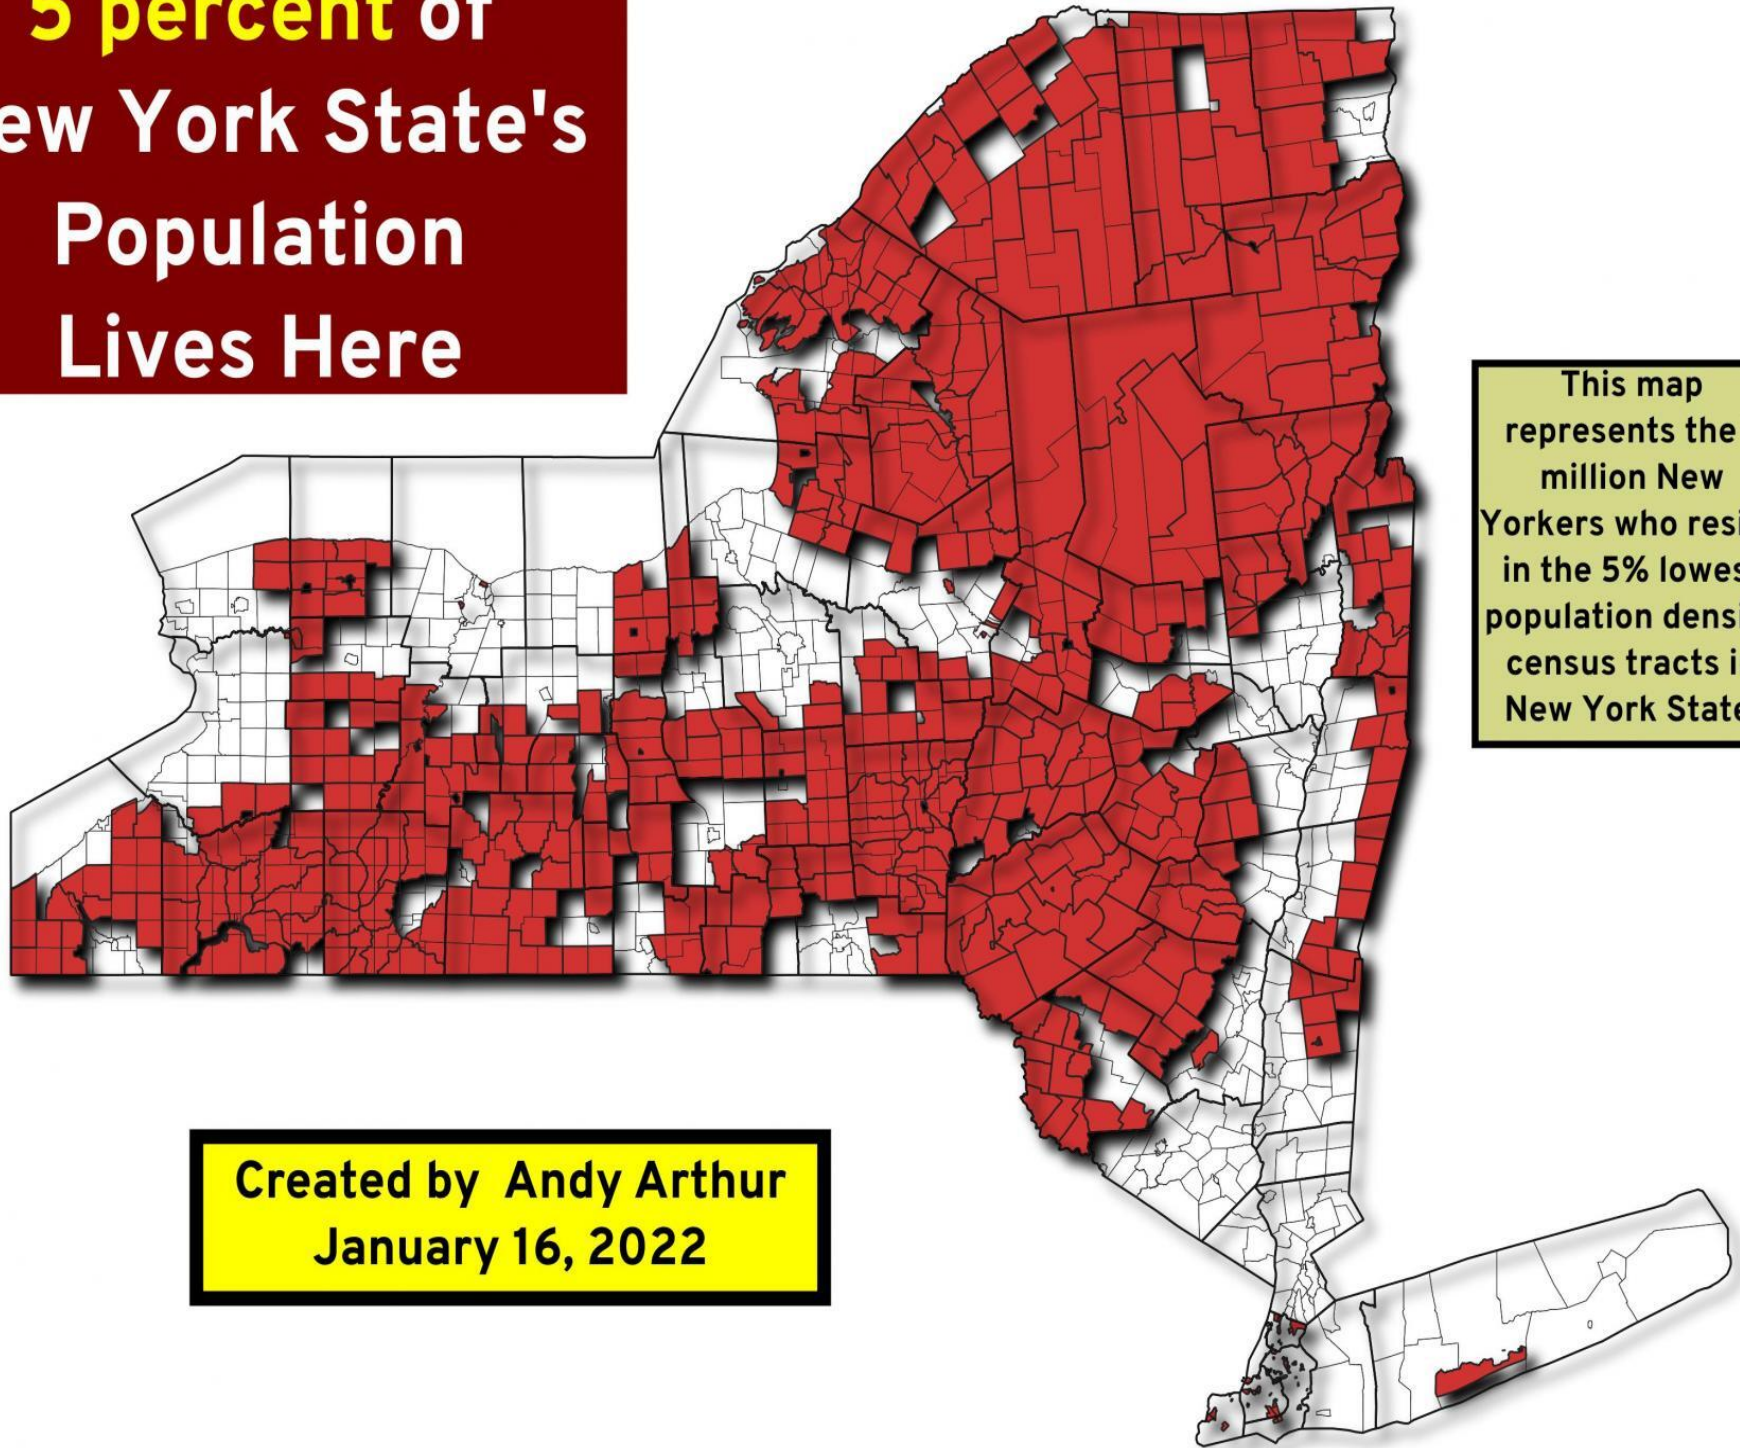 5 percent of
ew York State's
Population
Lives Here
This map
represents the
million New
Yorkers who resi
in the 5% lowes
population densi
census tracts i
New York State
Created by Andy Arthur
January 16, 2022